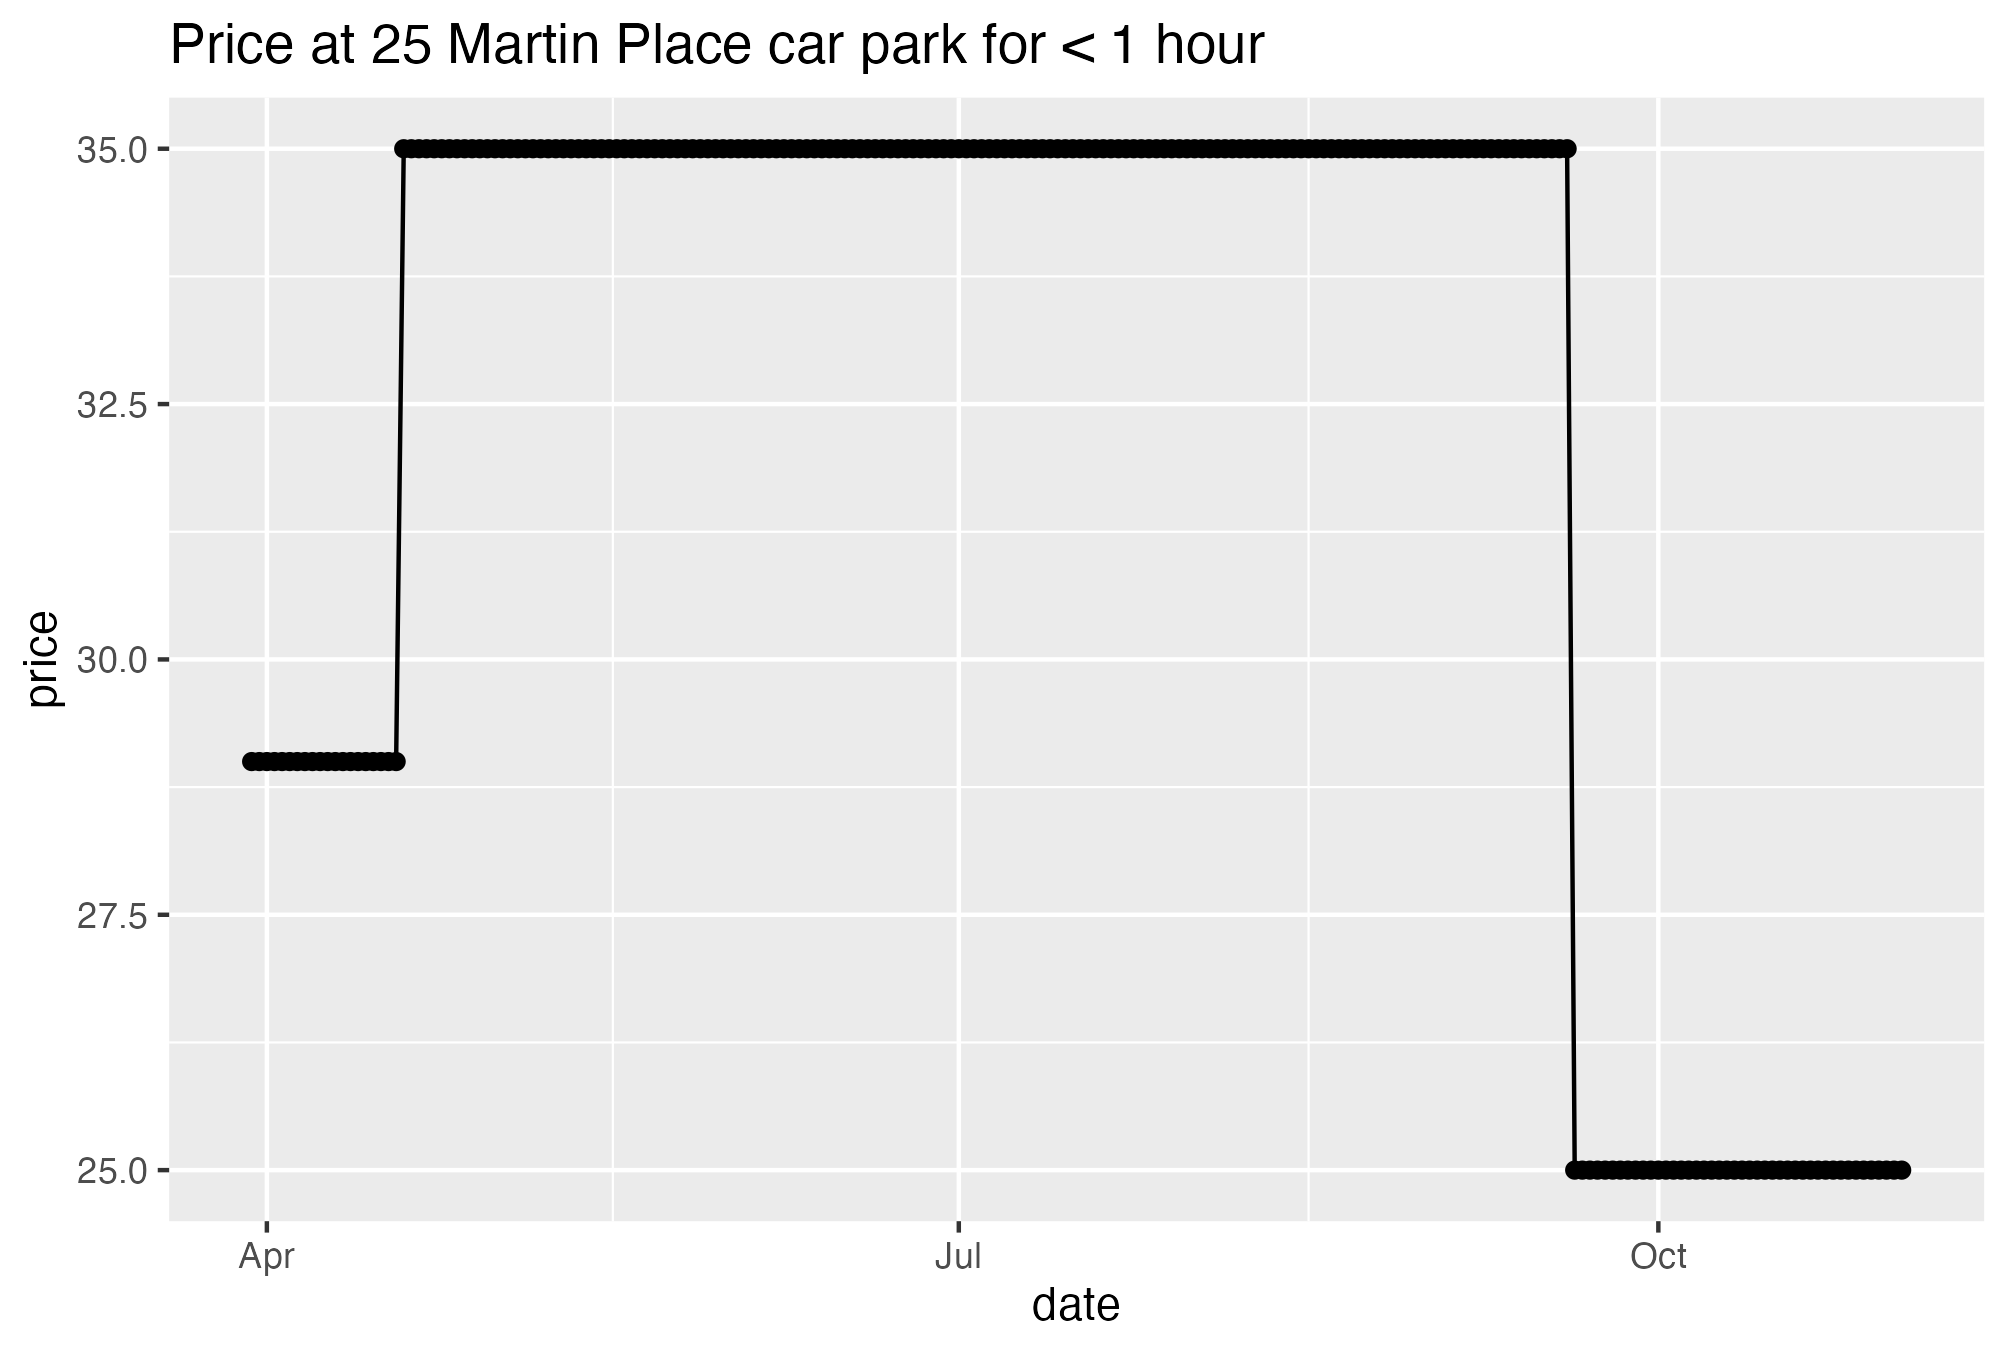 Price at 25 Martin Place car park for < 1 hour
35.0
32.5
30.0
27.5
25.0
price
Apr
Jul
Oct
date